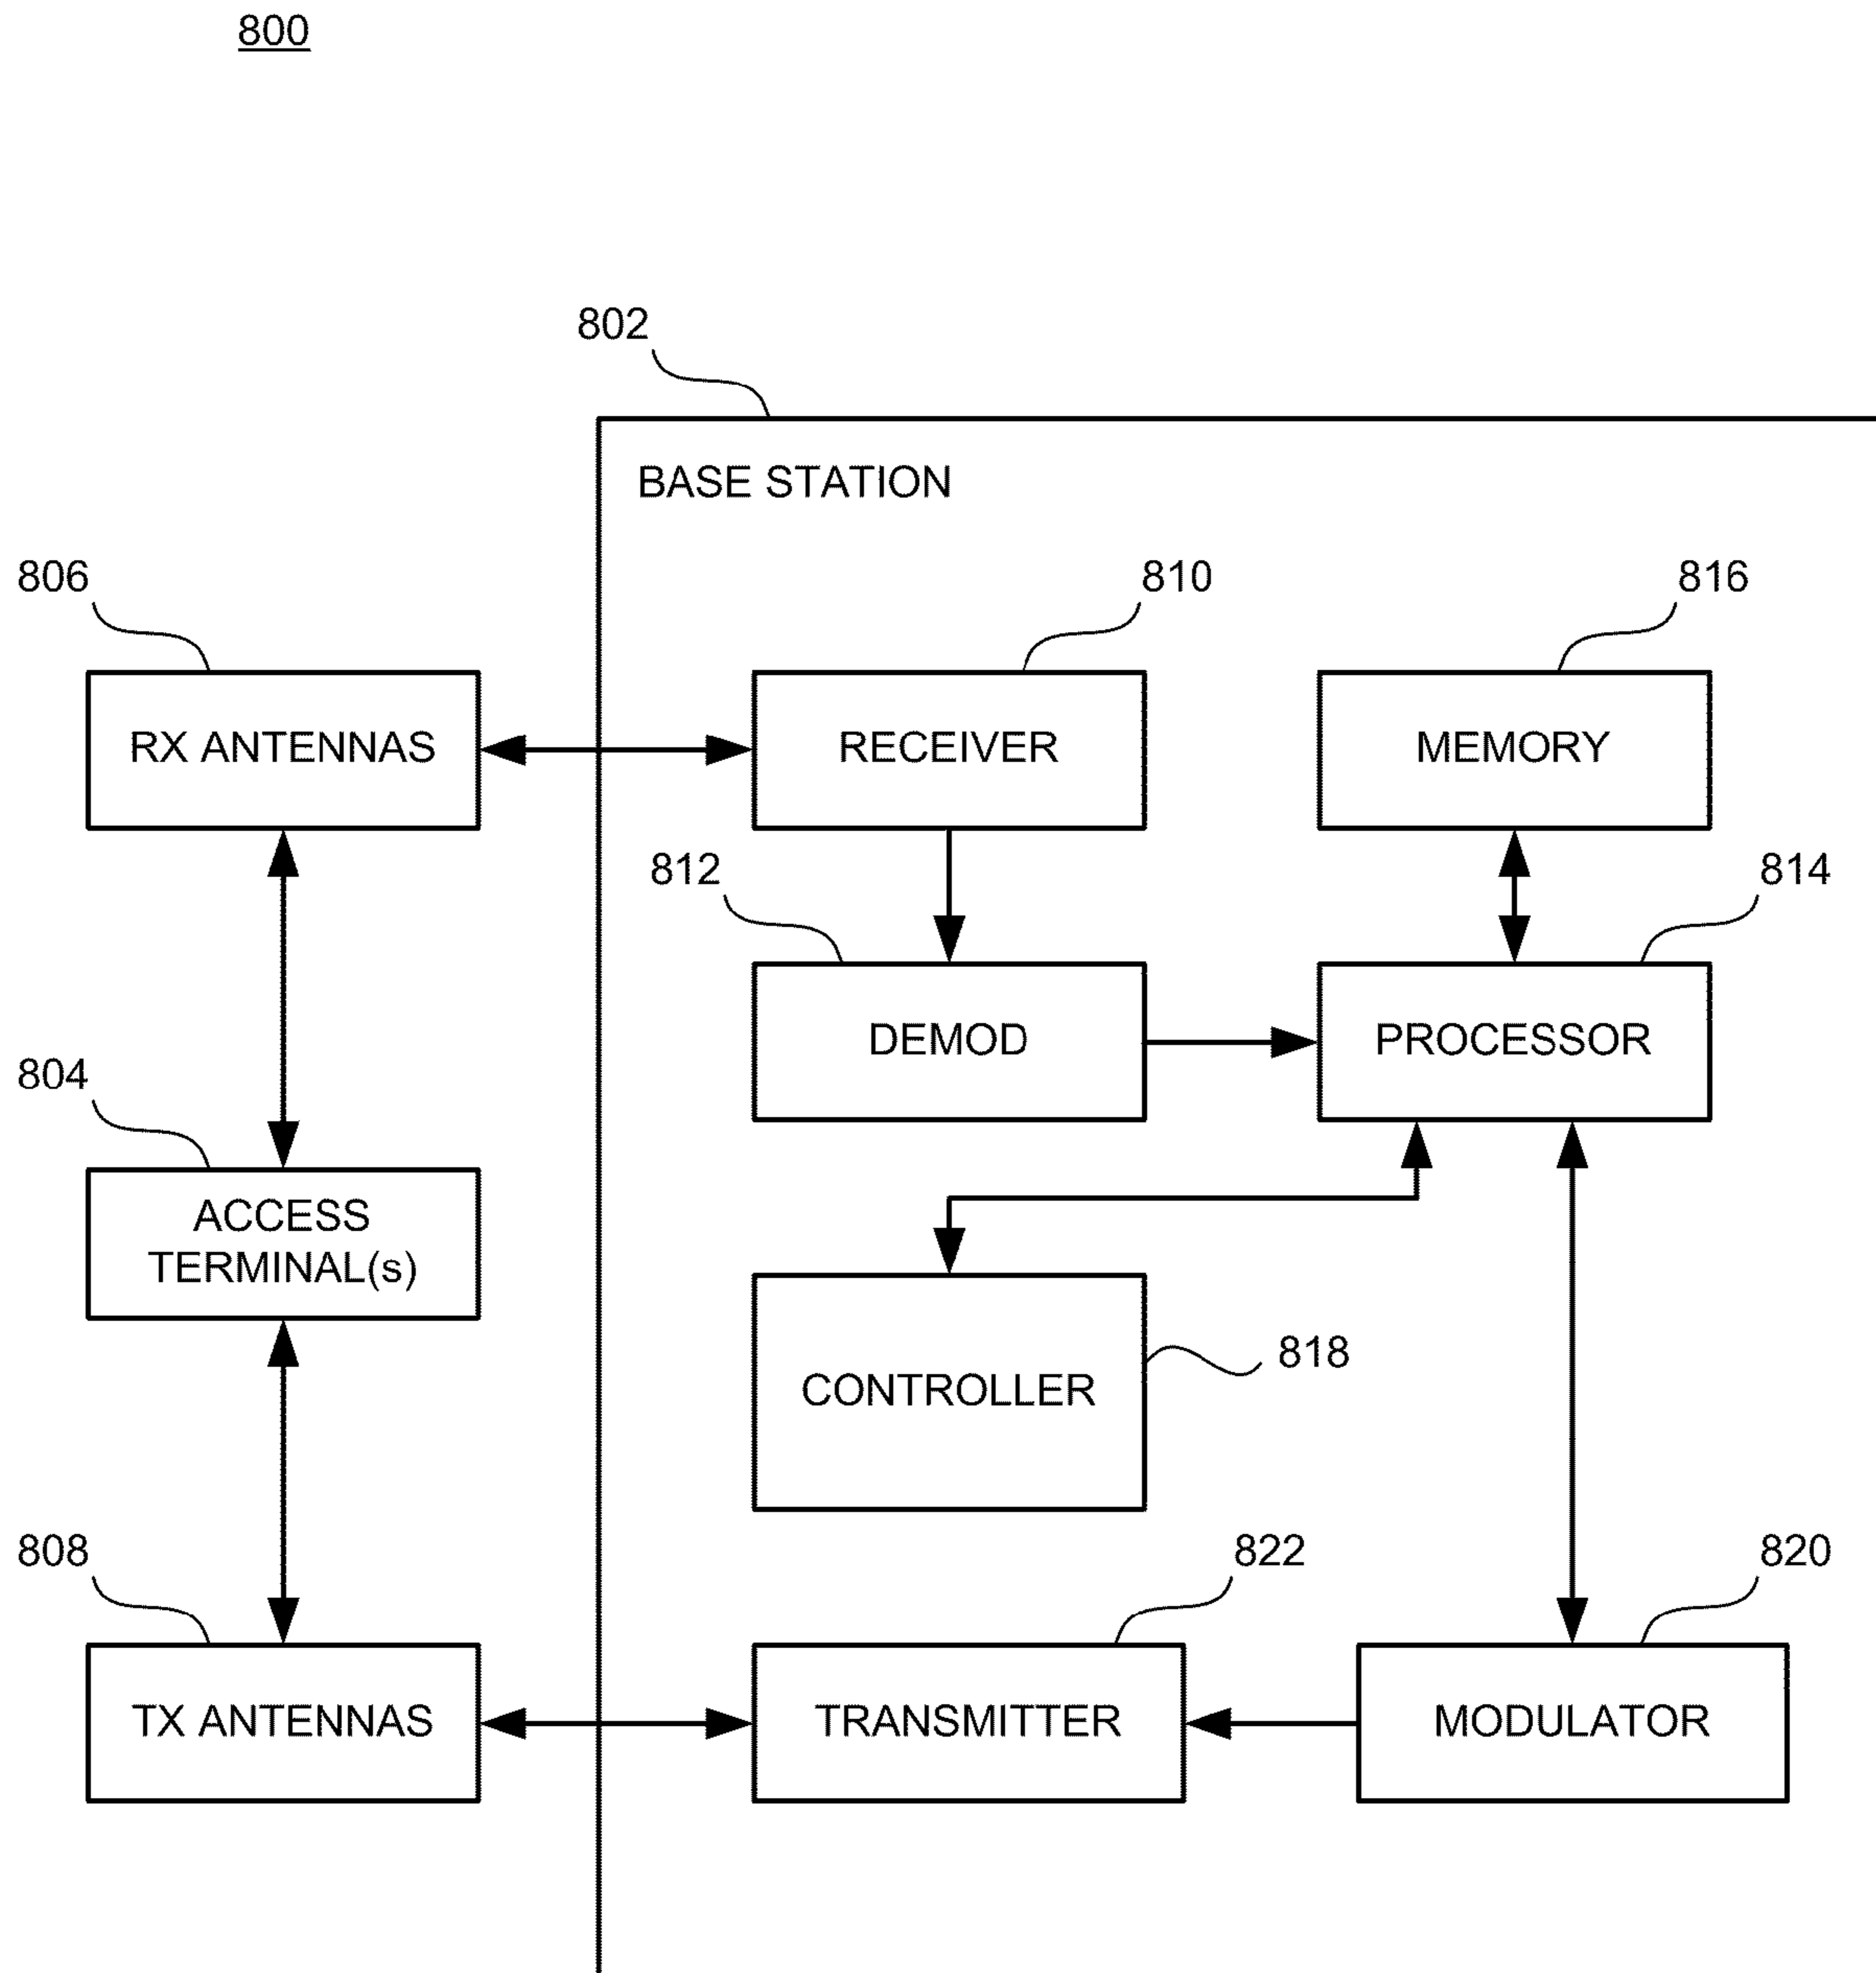 800
802
BASE STATION
806
810
816
RX ANTENNAS
RECEIVER
MEMORY
812
814
DEMOD
PROCESSOR
804
ACCESS
TERMINAL(s)
818
CONTROLLER
808
822
820
TX ANTENNAS
TRANSMITTER
MODULATOR